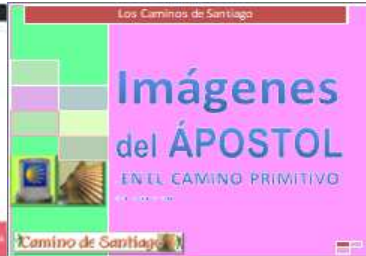 Los Caminos de Santiago
Imágenes
del ÁPOSTOL
EN EL CAMINO PRIMITIVO
Camino de Santiago